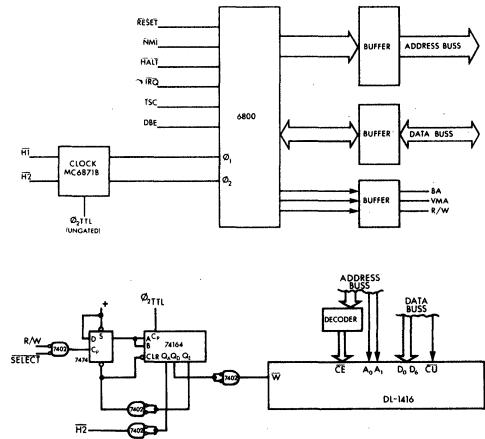 RESET
NMI
HALT
IRQ
TSC
DBE
6800
BUFFER
ADDRESS BUSS
BUFFER
DATA BUSS
H1
H2
CLOCK
MC6871B
Ø1
Ø2
Ø2TTL
(UNGATED)
BUFFER
BA
VMA
R/W
+
Ø2TTL
R/W
SELECT
7402
D S
CP
7474
A CP
B
74164
CLR QA QD QE
7402
7402
H2
7402
W
ADDRESS
BUSS
DECODER
DATA
BUSS
CE A0 A1 D0 D6 CU
DL-1416